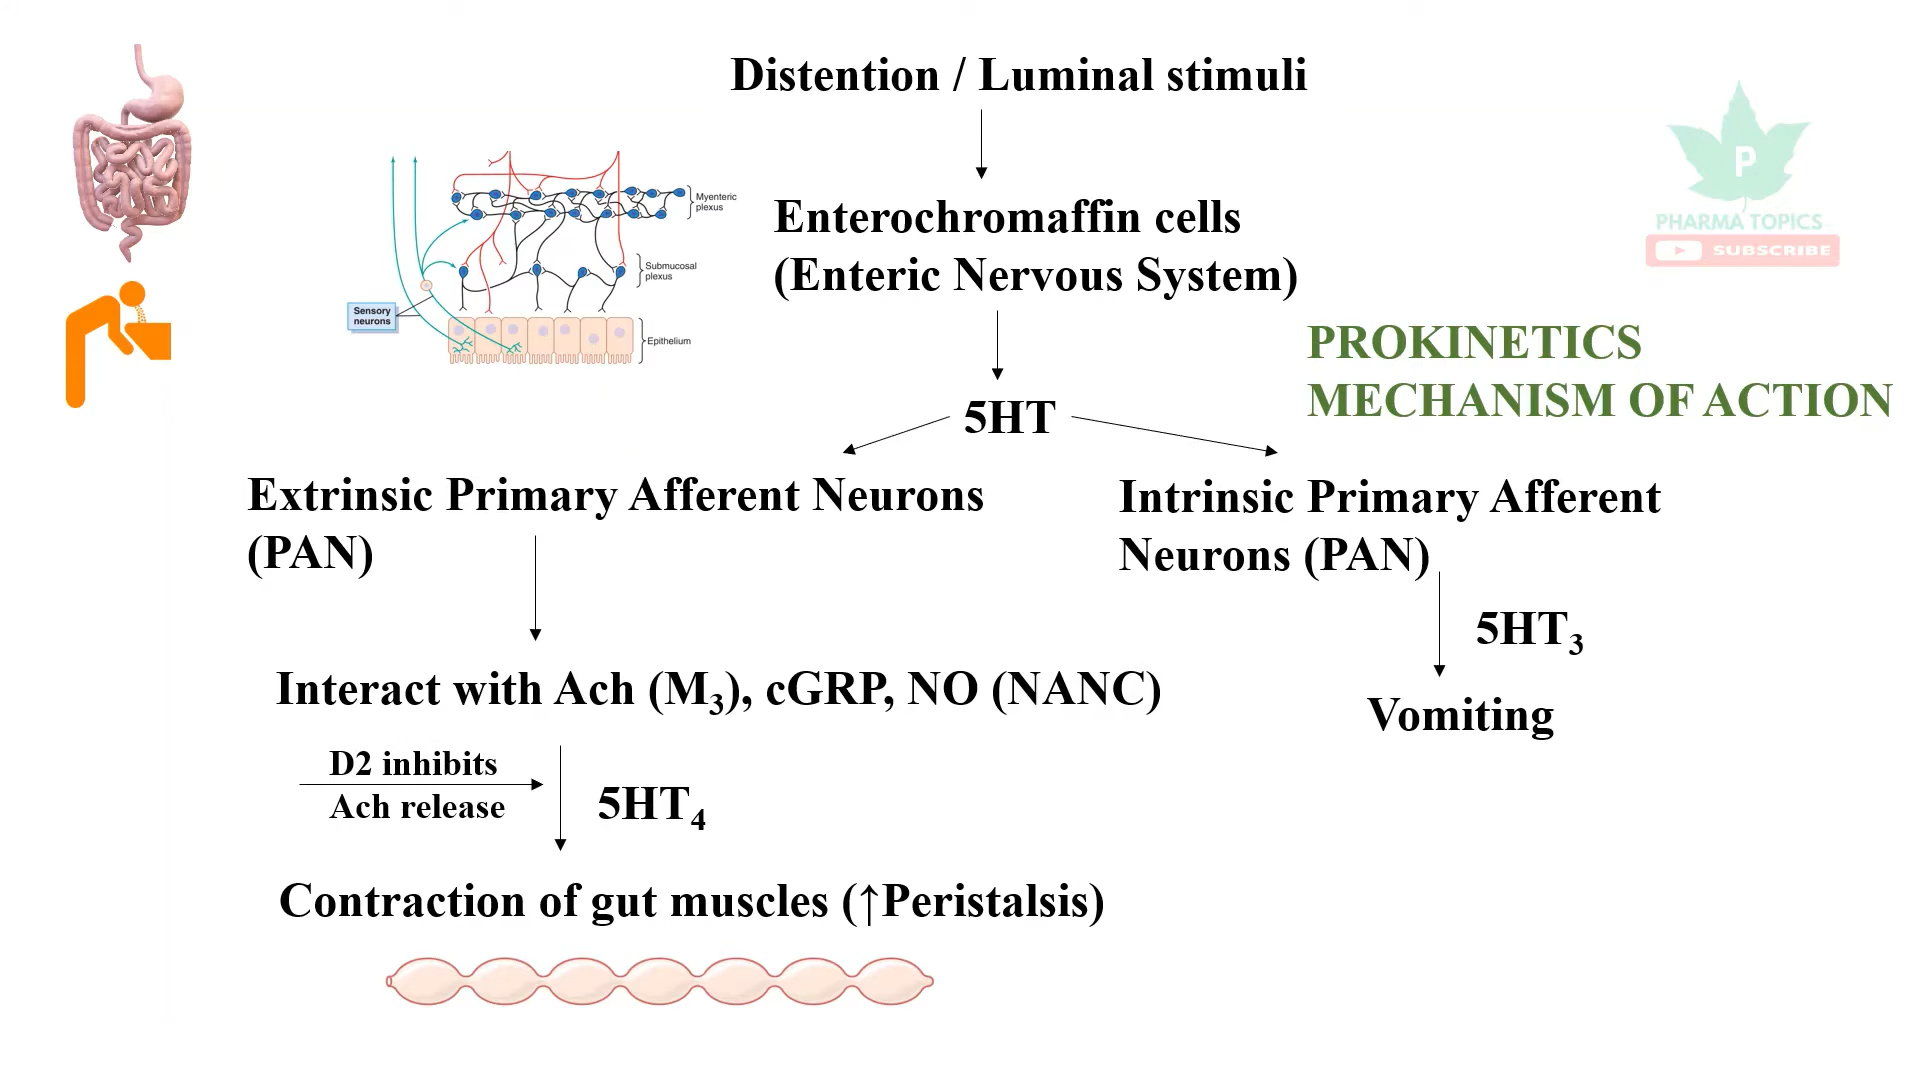 Distention / Luminal stimuli
P
PHARMA TOPICS
SUBSCRIBE
Myenteric
plexus
Submucosal
plexus
Sensory
neurons
Epithelium
Enterochromaffin cells
(Enteric Nervous System)
PROKINETICS
MECHANISM OF ACTION
5HT
Extrinsic Primary Afferent Neurons
(PAN)
Intrinsic Primary Afferent
Neurons (PAN)
5HT₃
Vomiting
Interact with Ach (M₃), cGRP, NO (NANC)
D2 inhibits
Ach release
5HT₄
Contraction of gut muscles (↑Peristalsis)